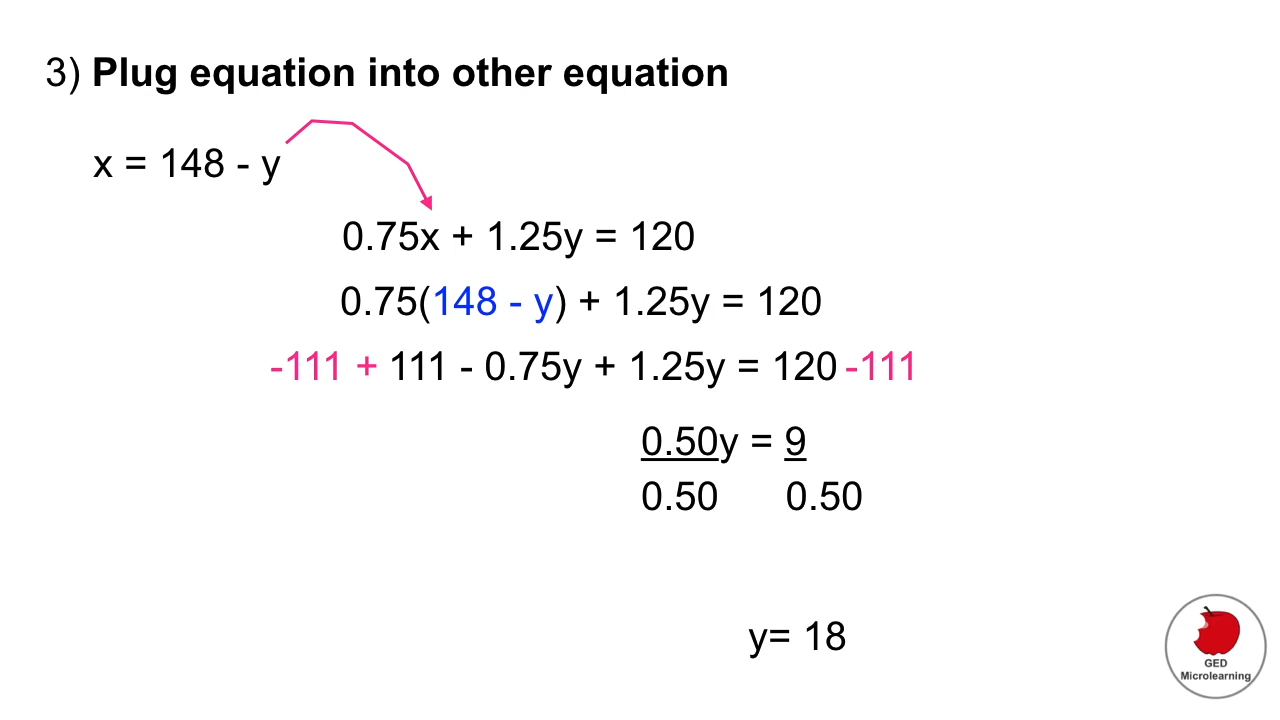 3) Plug equation into other equation
x = 148 - y
0.75x + 1.25y = 120
0.75(148 - y) + 1.25y = 120
-111 + 111 - 0.75y + 1.25y = 120 -111
0.50y = 9
0.50 0.50
y= 18
GED
Microlearning